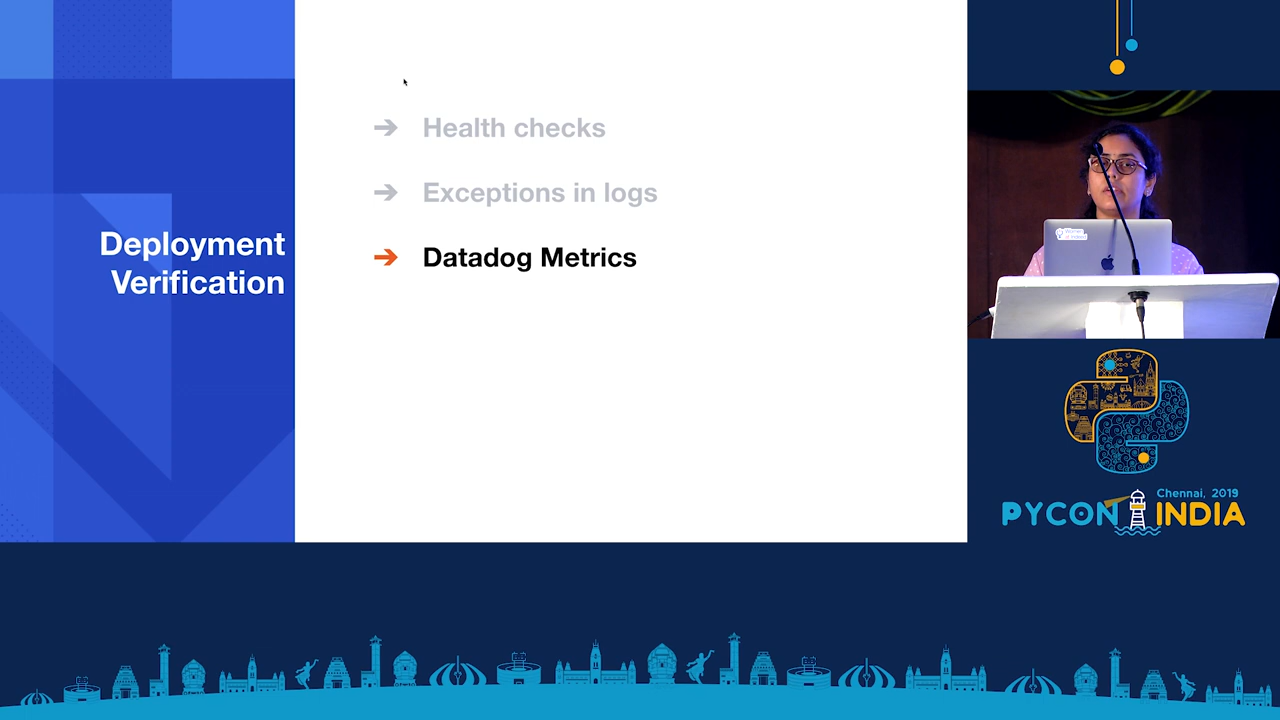 Deployment
Verification
➔ Health checks
➔ Exceptions in logs
➔ Datadog Metrics
Chennai, 2019
PYCON INDIA